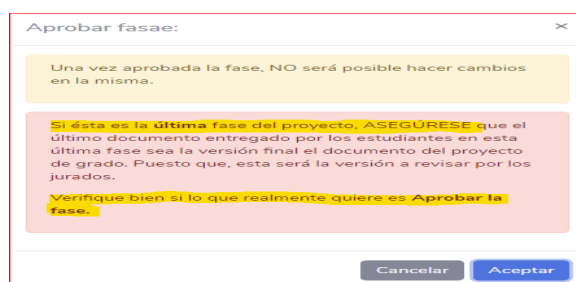 Aprobar fasae: ×
Una vez aprobada la fase, NO será posible hacer cambios
en la misma.
Si ésta es la última fase del proyecto, ASEGÚRESE que el
último documento entregado por los estudiantes en esta
última fase sea la versión final el documento del proyecto
de grado. Puesto que, esta será la versión a revisar por los
jurados.
Verifique bien si lo que realmente quiere es Aprobar la
fase.
Cancelar Aceptar